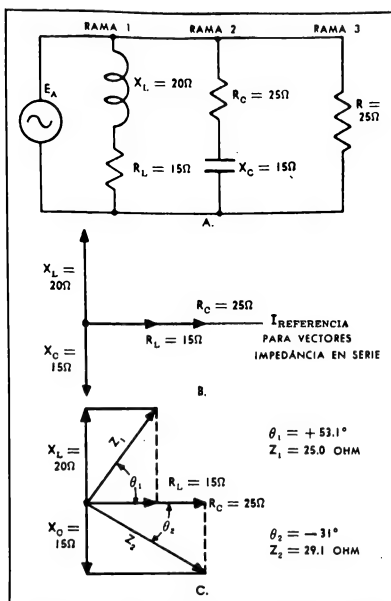 RAMA 1 RAMA 2 RAMA 3
E_A
X_L = 20Ω
R_C = 25Ω
R = 25Ω
R_L = 15Ω
X_C = 15Ω
A.
X_L = 20Ω
R_C = 25Ω
R_L = 15Ω
I REFERENCIA
PARA VECTORES
IMPEDÂNCIA EN SERIE
X_C = 15Ω
B.
X_L = 20Ω
Z_1
θ_1
R_L = 15Ω
R_C = 25Ω
θ_1 = + 53.1°
Z_1 = 25.0 OHM
X_C = 15Ω
Z_2
θ_2
θ_2 = — 31°
Z_2 = 29.1 OHM
C.